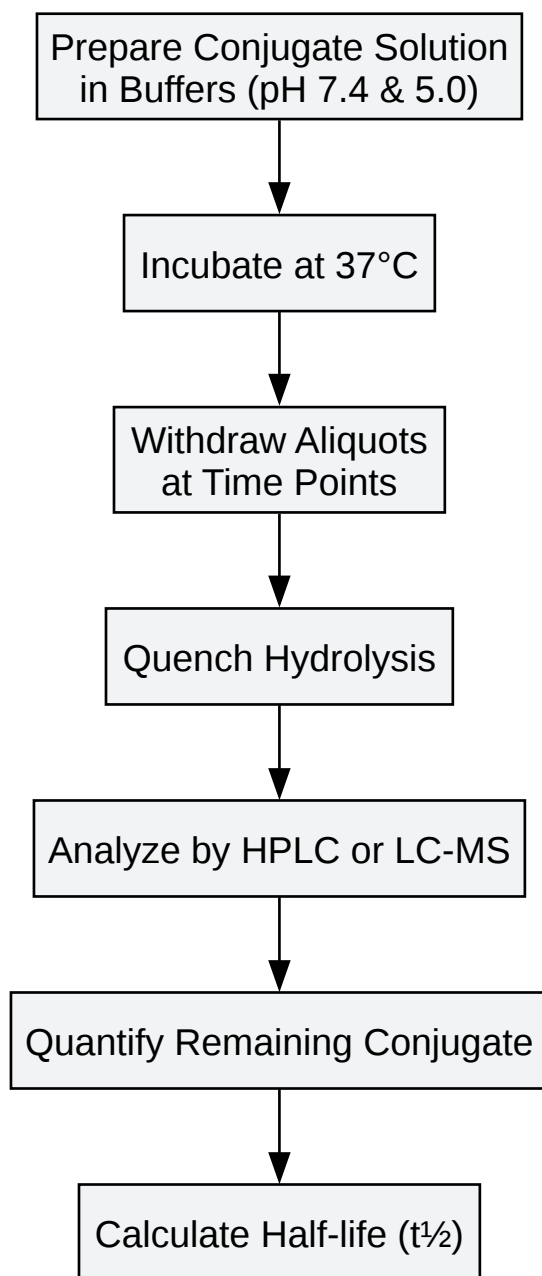 Prepare Conjugate Solution
in Buffers (pH 7.4 & 5.0)
Incubate at 37°C
Withdraw Aliquots
at Time Points
Quench Hydrolysis
Analyze by HPLC or LC-MS
Quantify Remaining Conjugate
Calculate Half-life (t½)